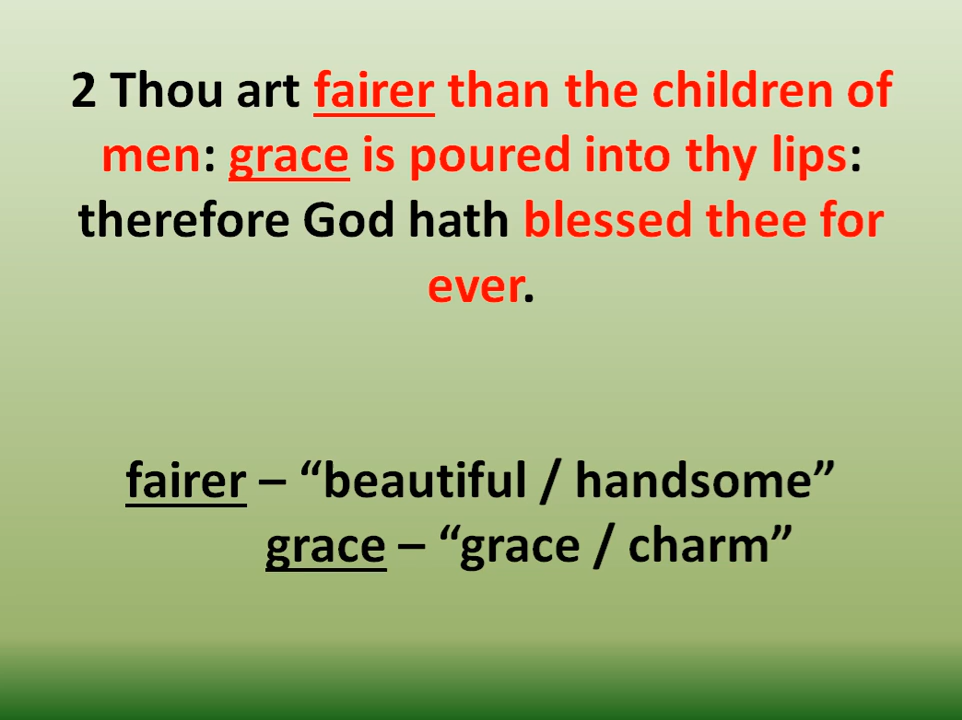 2 Thou art fairer than the children of
men: grace is poured into thy lips:
therefore God hath blessed thee for
ever.
fairer – “beautiful / handsome”
grace – “grace / charm”